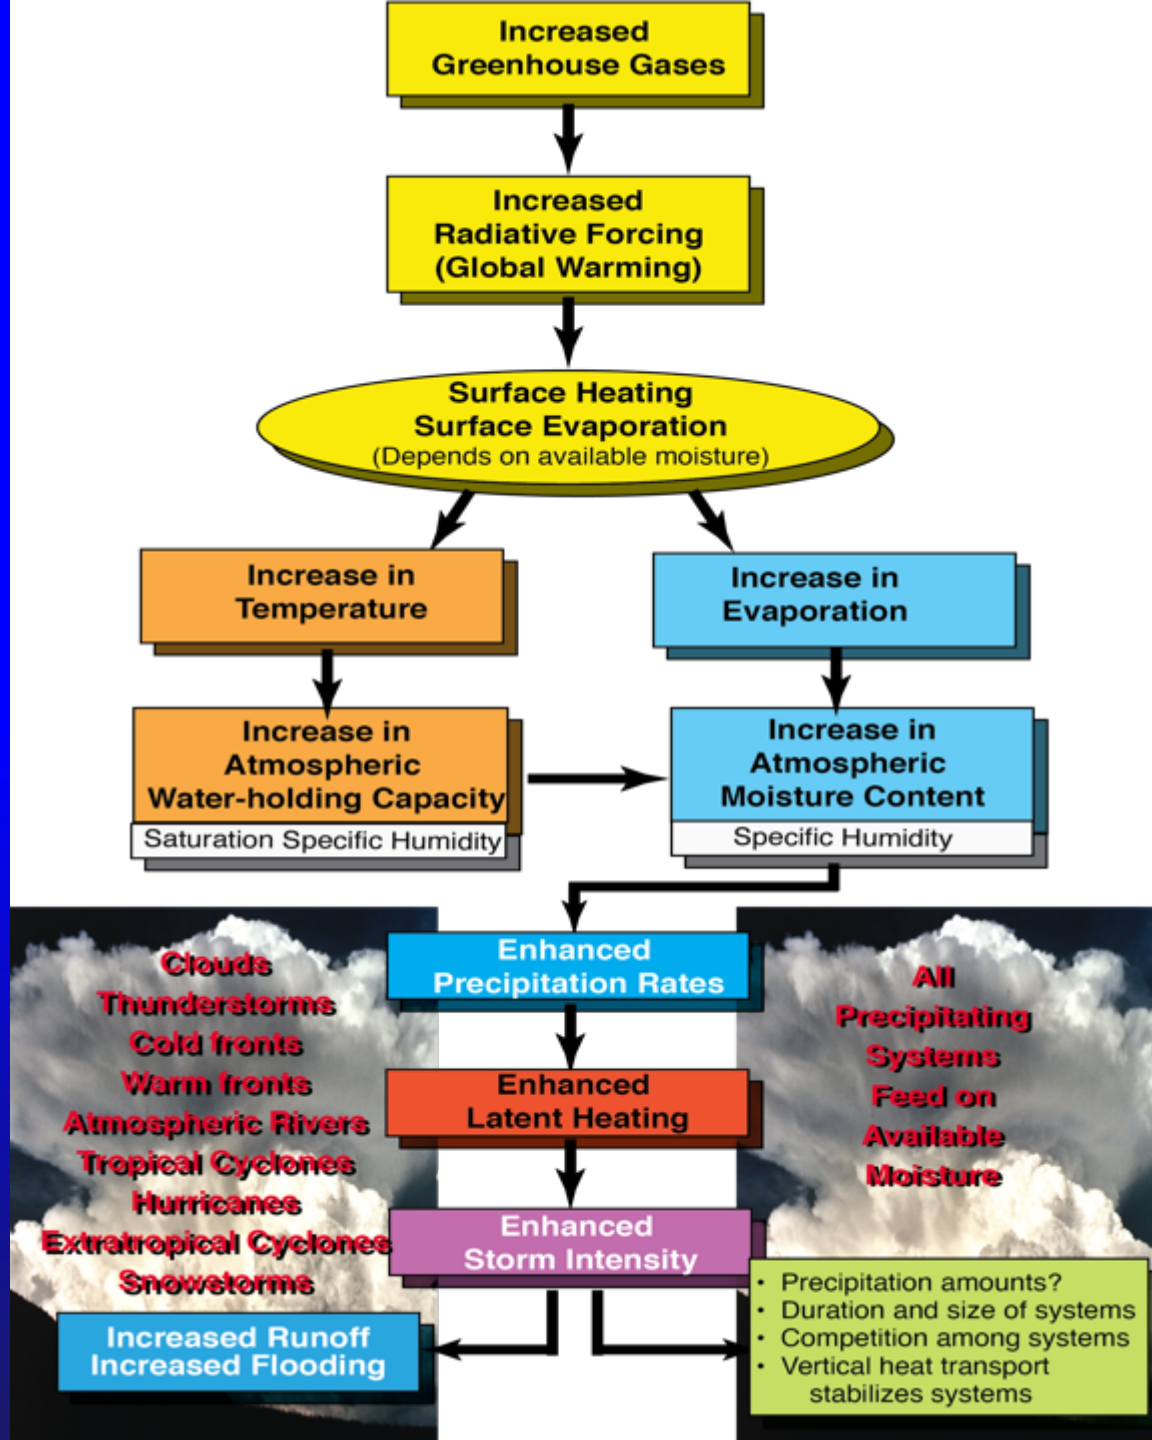 Increased
Greenhouse Gases
Increased
Radiative Forcing
(Global Warming)
Surface Heating
Surface Evaporation
(Depends on available moisture)
Increase in
Temperature
Increase in
Evaporation
Increase in
Atmospheric
Water-holding Capacity
Saturation Specific Humidity
Increase in
Atmospheric
Moisture Content
Specific Humidity
Clouds
Thunderstorms
Cold fronts
Warm fronts
Atmospheric Rivers
Tropical Cyclones
Hurricanes
Extratropical Cyclones
Snowstorms
Enhanced
Precipitation Rates
Enhanced
Latent Heating
Enhanced
Storm Intensity
All
Precipitating
Systems
Feed on
Available
Moisture
Increased Runoff
Increased Flooding
• Precipitation amounts?
• Duration and size of systems
• Competition among systems
• Vertical heat transport
stabilizes systems